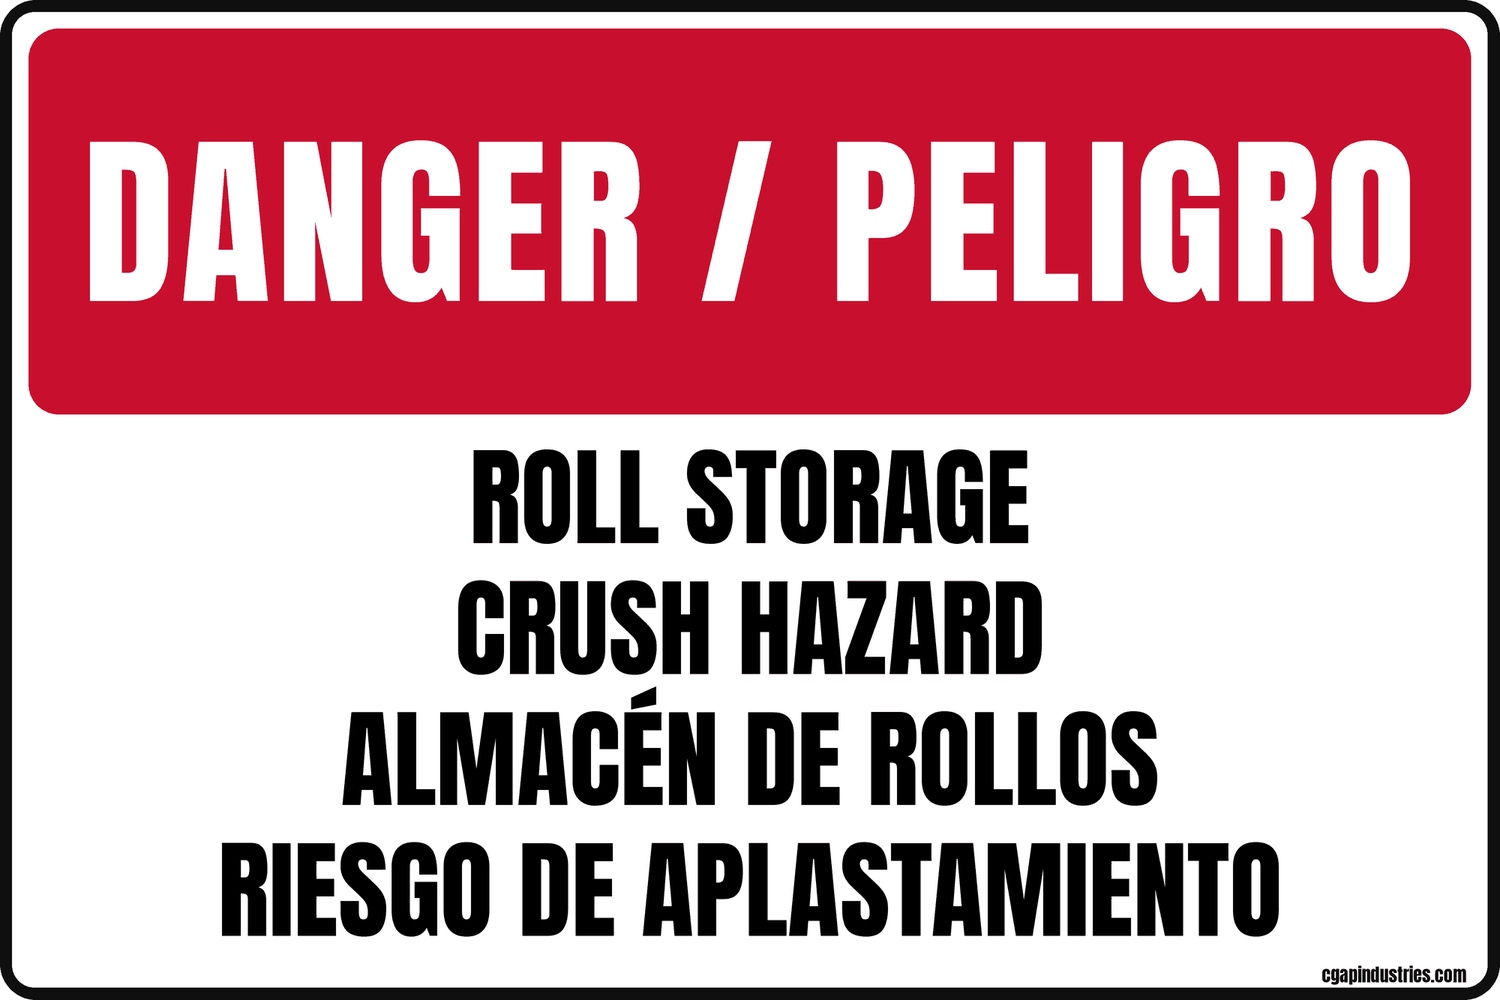 DANGER / PELIGRO
ROLL STORAGE
CRUSH HAZARD
ALMACÉN DE ROLLOS
RIESGO DE APLASTAMIENTO
cgapindustries.com